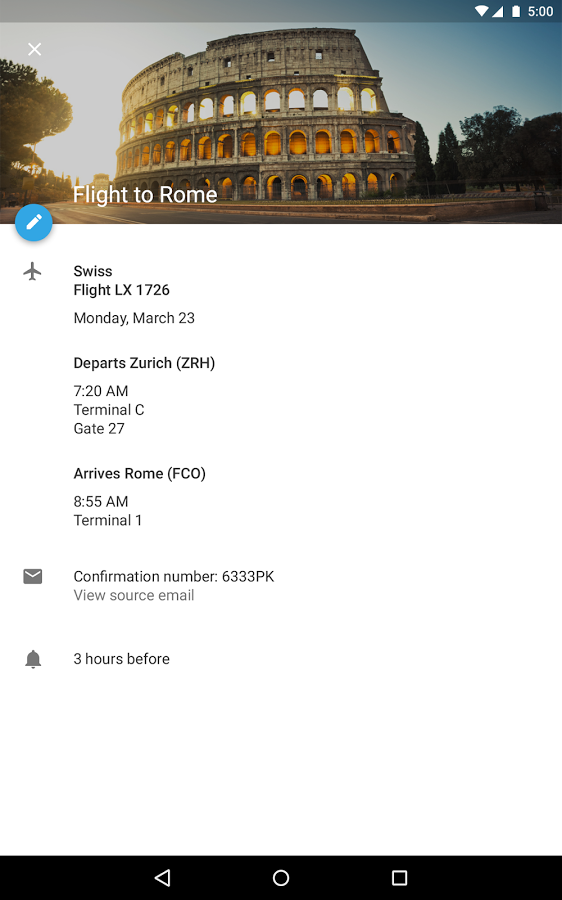 5:00
Flight to Rome
Swiss
Flight LX 1726
Monday, March 23
Departs Zurich (ZRH)
7:20 AM
Terminal C
Gate 27
Arrives Rome (FCO)
8:55 AM
Terminal 1
Confirmation number: 6333PK
View source email
3 hours before